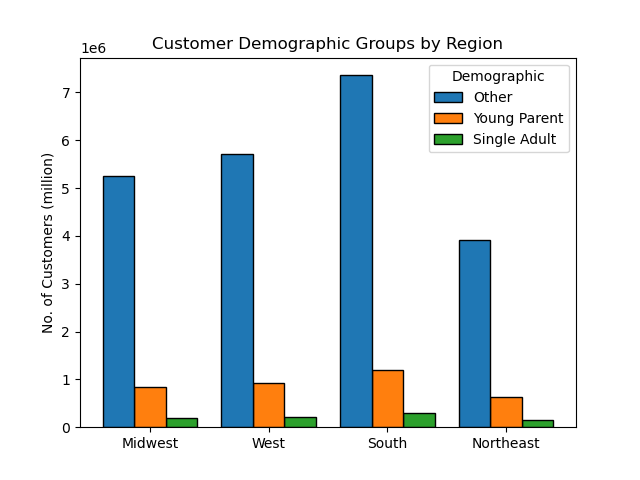 Customer Demographic Groups by Region
1e6
Demographic
Other
Young Parent
Single Adult
No. of Customers (million)
7
6
5
4
3
2
1
0
Midwest West South Northeast